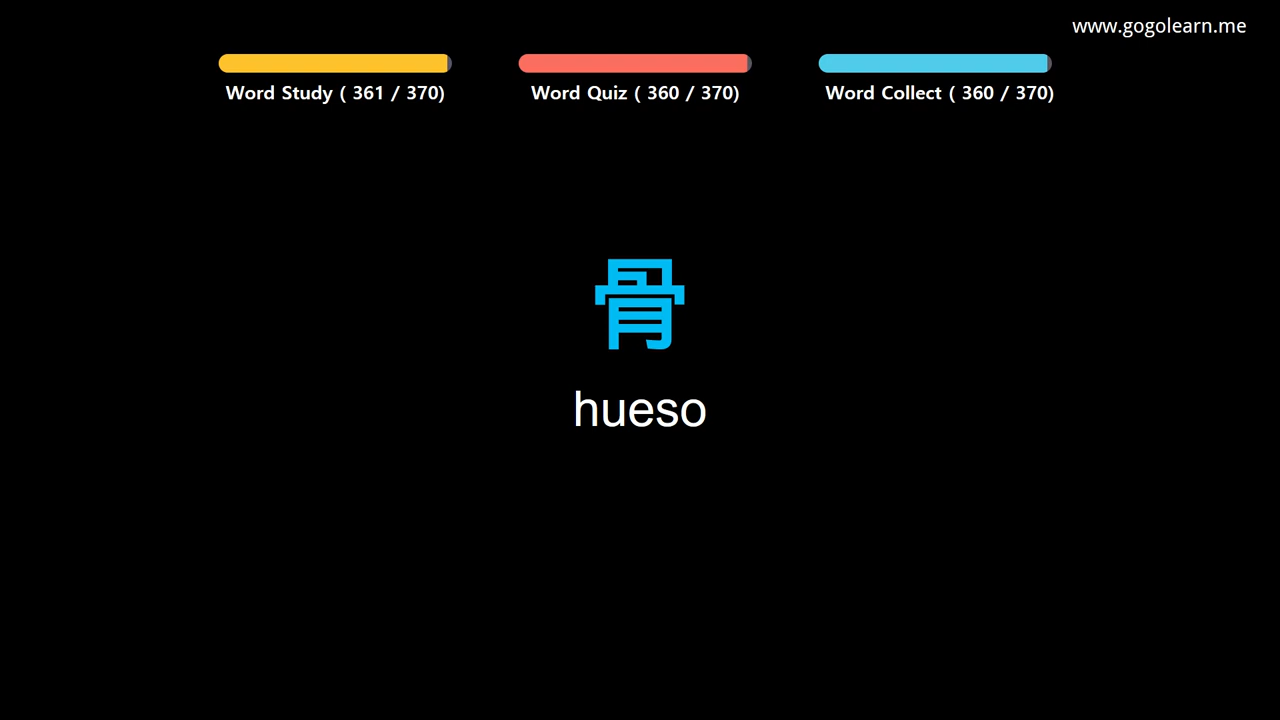 www.gogolearn.me
Word Study ( 361 / 370)
Word Quiz ( 360 / 370)
Word Collect ( 360 / 370)
骨
hueso